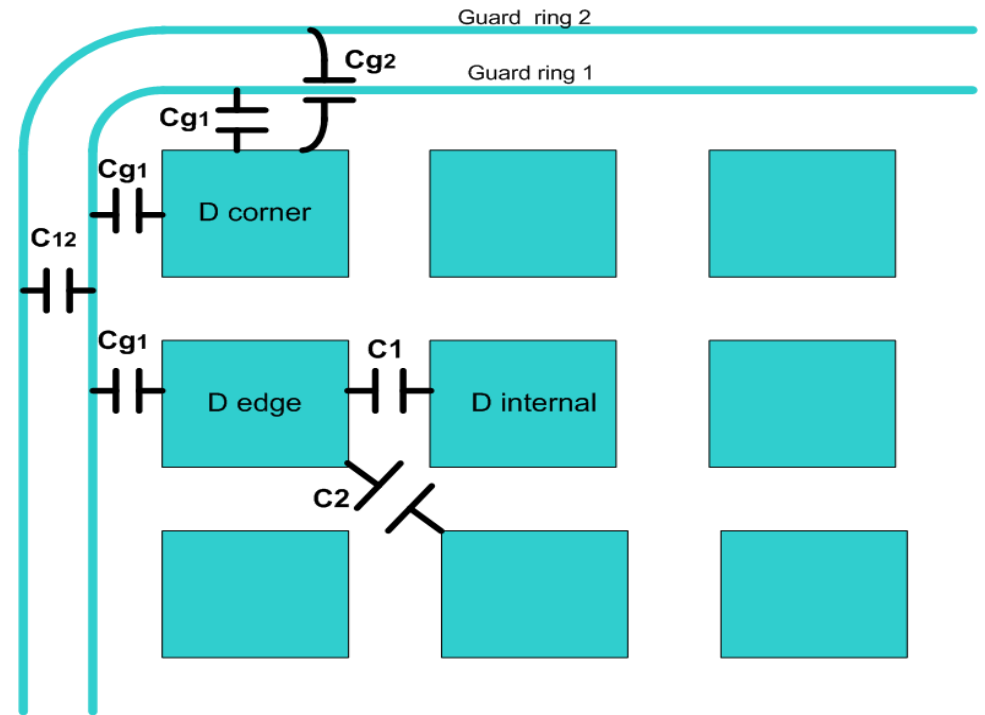 Guard ring 2
Cg2
Guard ring 1
Cg1
Cg1
D corner
C12
Cg1
C1
D edge
D internal
C2